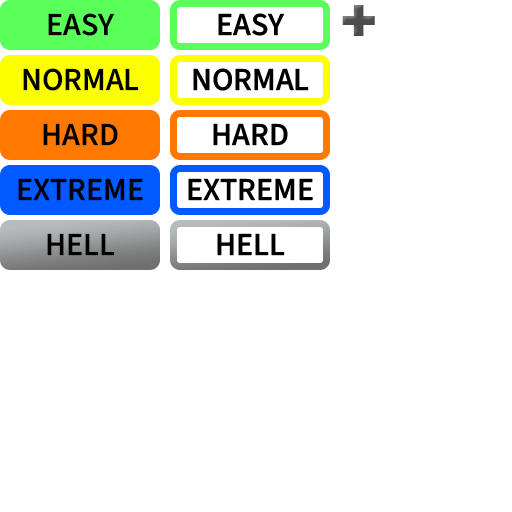 EASY EASY
NORMAL NORMAL
HARD HARD
EXTREME EXTREME
HELL HELL